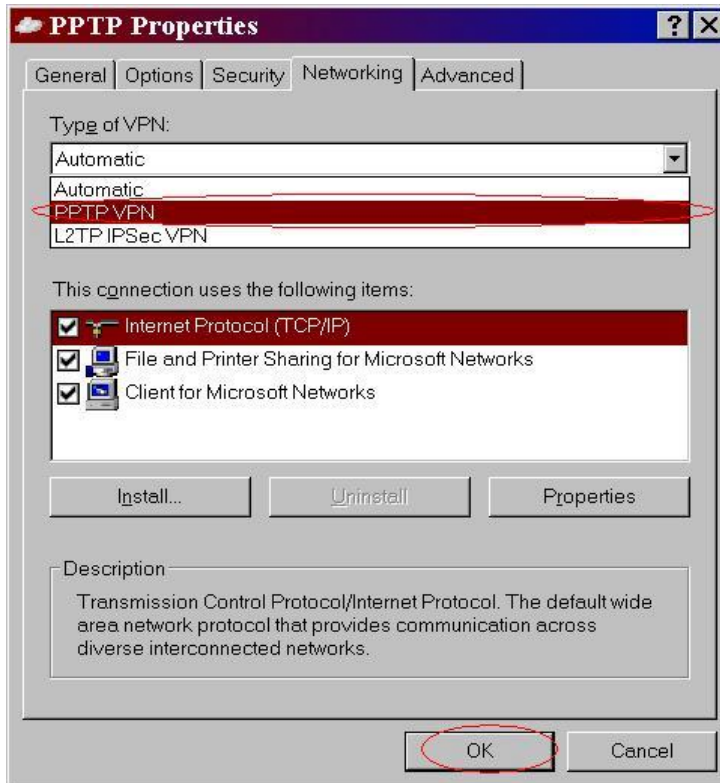 PPTP Properties
General Options Security Networking Advanced
Type of VPN:
Automatic
Automatic
PPTP VPN
L2TP IPSec VPN
This connection uses the following items:
Internet Protocol (TCP/IP)
File and Printer Sharing for Microsoft Networks
Client for Microsoft Networks
Install... Uninstall Properties
Description
Transmission Control Protocol/Internet Protocol. The default wide
area network protocol that provides communication across
diverse interconnected networks.
OK Cancel